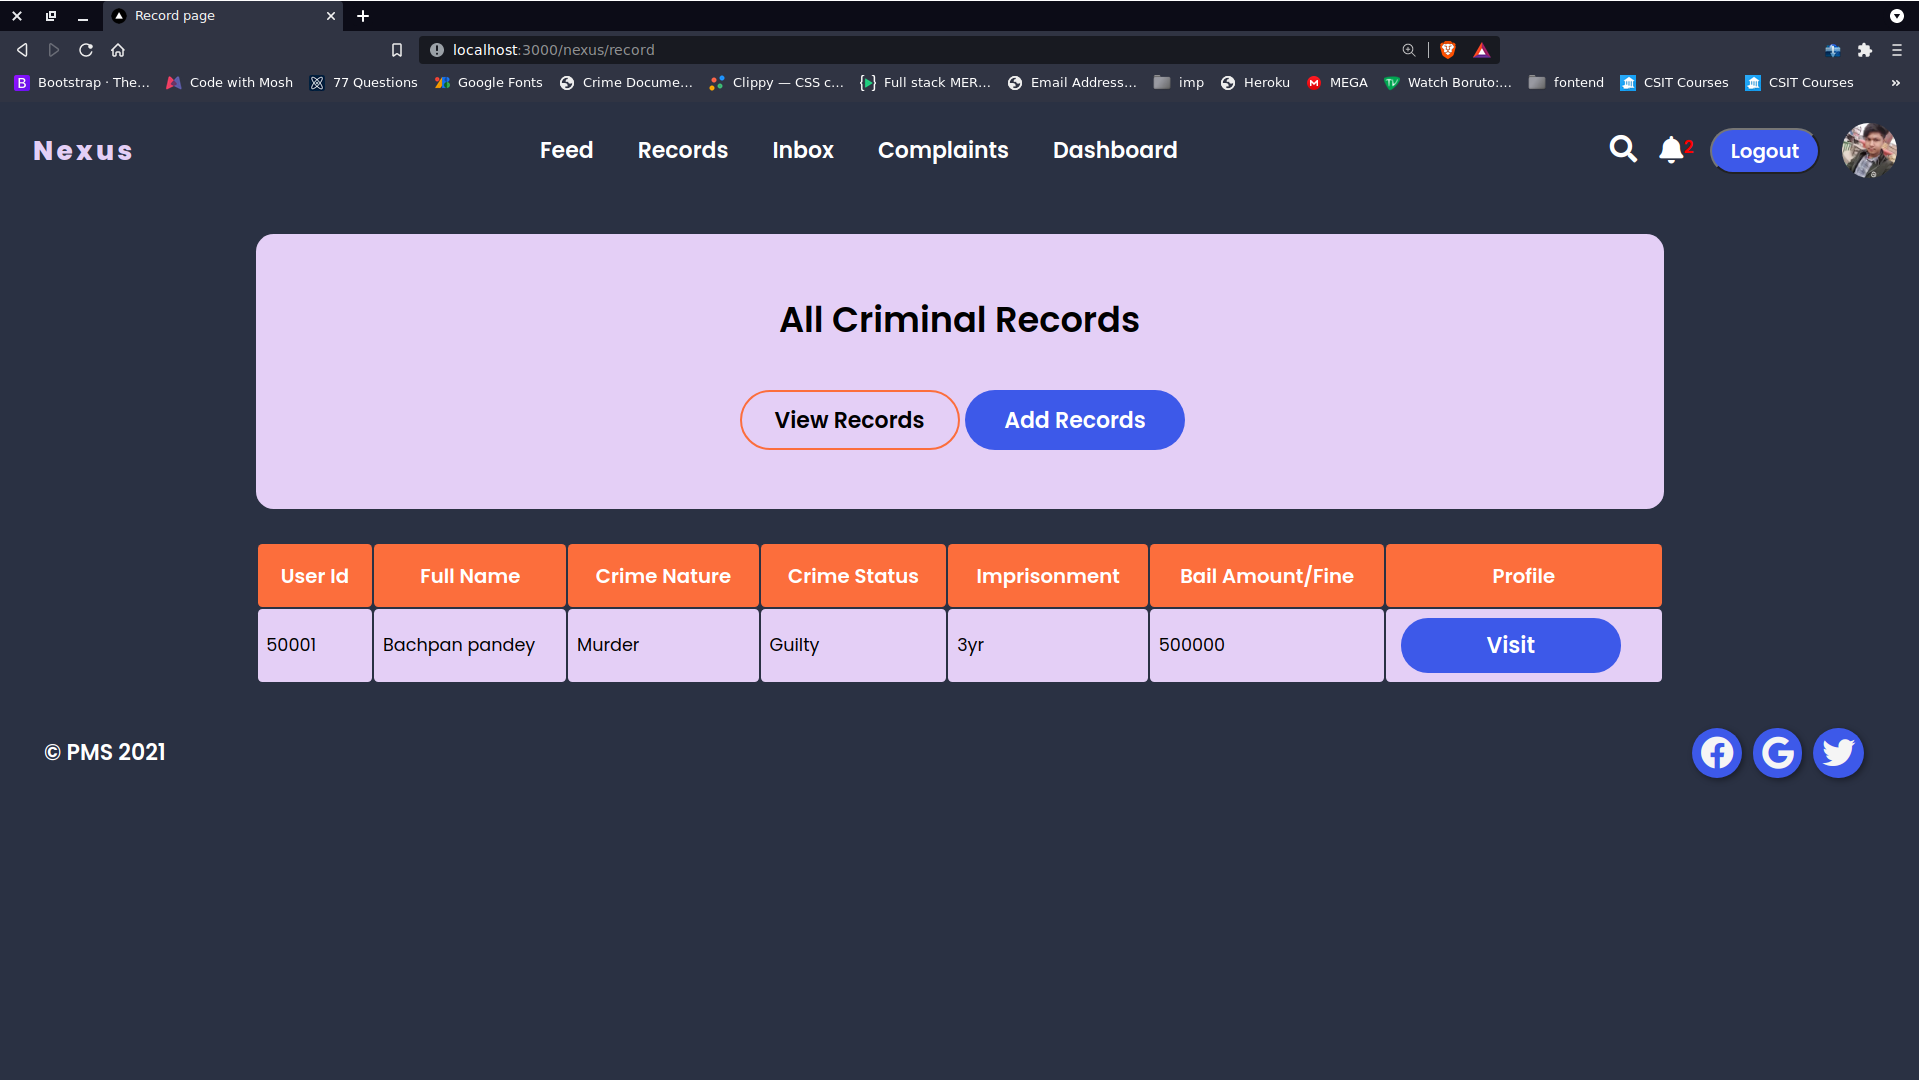 Record page
localhost:3000/nexus/record
Bootstrap · The... Code with Mosh 77 Questions Google Fonts Crime Docume... Clippy — CSS c... Full stack MER... Email Address... imp Heroku MEGA Watch Boruto:... fontend CSIT Courses CSIT Courses »
Nexus Feed Records Inbox Complaints Dashboard 2 Logout
All Criminal Records
View Records Add Records
User Id Full Name Crime Nature Crime Status Imprisonment Bail Amount/Fine Profile
50001 Bachpan pandey Murder Guilty 3yr 500000 Visit
© PMS 2021